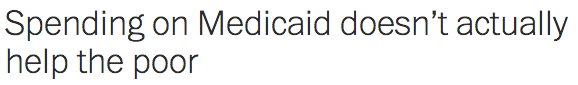 Spending on Medicaid doesn’t actually
help the poor